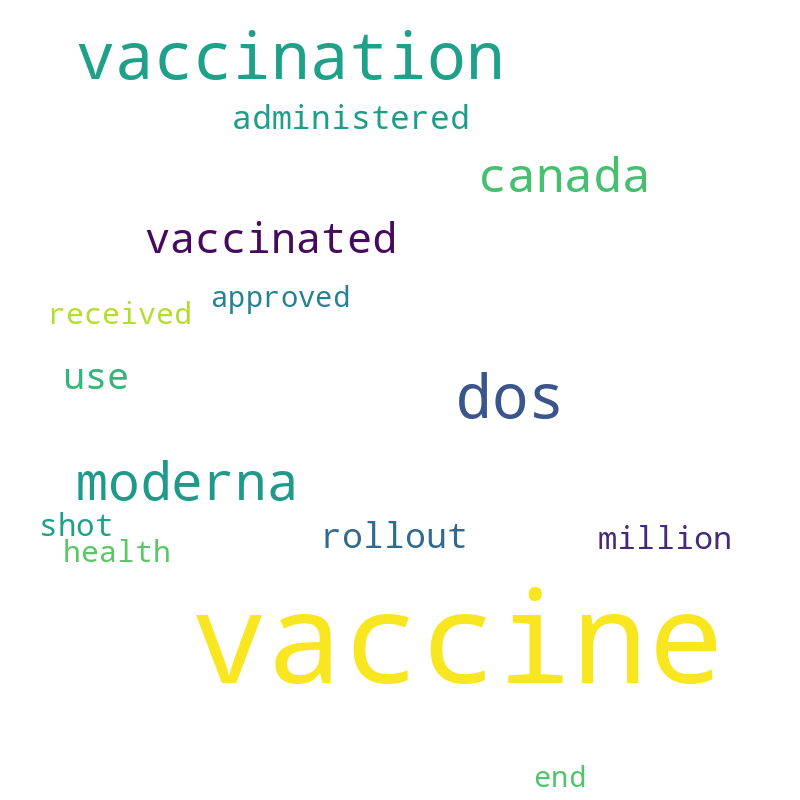 vaccination
administered
canada
vaccinated
approved
received
use
dos
moderna
shot
rollout
million
health
vaccine
end